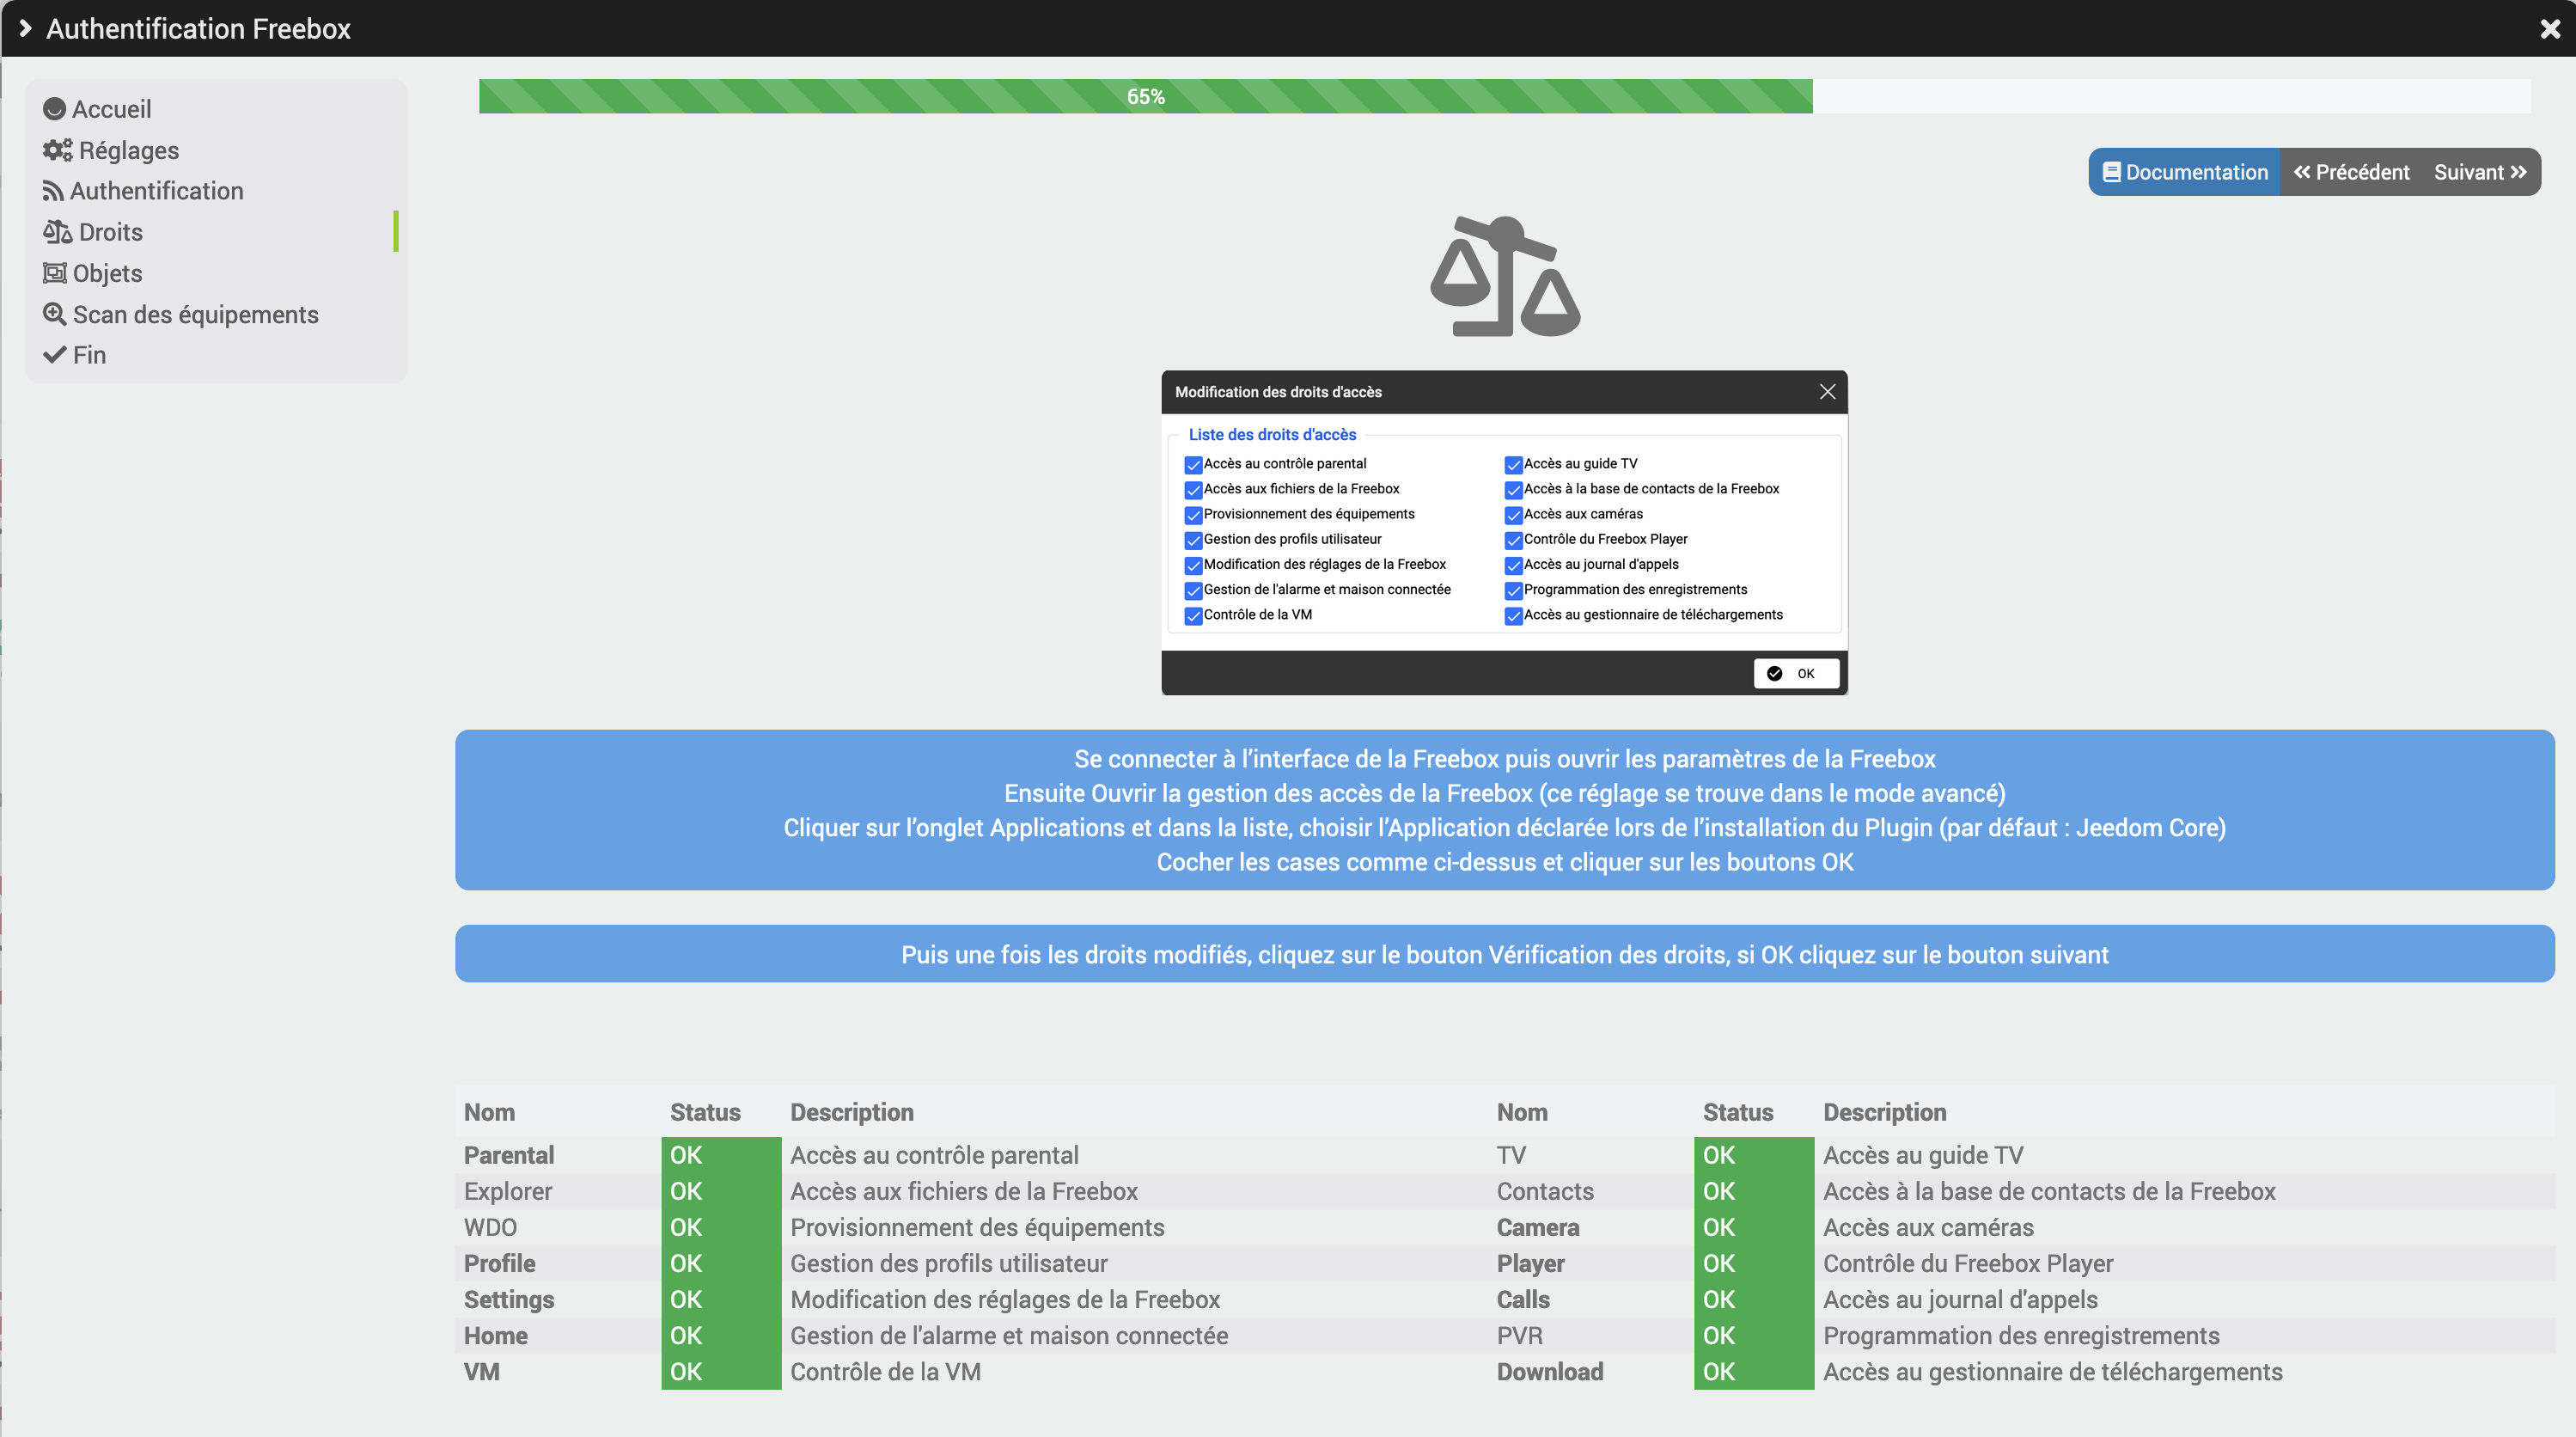 Authentification Freebox
Accueil
Réglages
Authentification
Droits
Objets
Scan des équipements
Fin
65%
Documentation Précédent Suivant
Modification des droits d'accès
Liste des droits d'accès
Accès au contrôle parental Accès au guide TV
Accès aux fichiers de la Freebox Accès à la base de contacts de la Freebox
Provisionnement des équipements Accès aux caméras
Gestion des profils utilisateur Contrôle du Freebox Player
Modification des réglages de la Freebox Accès au journal d'appels
Gestion de l'alarme et maison connectée Programmation des enregistrements
Contrôle de la VM Accès au gestionnaire de téléchargements
OK
Se connecter à l’interface de la Freebox puis ouvrir les paramètres de la Freebox
Ensuite Ouvrir la gestion des accès de la Freebox (ce réglage se trouve dans le mode avancé)
Cliquer sur l’onglet Applications et dans la liste, choisir l’Application déclarée lors de l’installation du Plugin (par défaut : Jeedom Core)
Cocher les cases comme ci-dessus et cliquer sur les boutons OK
Puis une fois les droits modifiés, cliquez sur le bouton Vérification des droits, si OK cliquez sur le bouton suivant
Nom Status Description Nom Status Description
Parental OK Accès au contrôle parental TV OK Accès au guide TV
Explorer OK Accès aux fichiers de la Freebox Contacts OK Accès à la base de contacts de la Freebox
WDO OK Provisionnement des équipements Camera OK Accès aux caméras
Profile OK Gestion des profils utilisateur Player OK Contrôle du Freebox Player
Settings OK Modification des réglages de la Freebox Calls OK Accès au journal d'appels
Home OK Gestion de l'alarme et maison connectée PVR OK Programmation des enregistrements
VM OK Contrôle de la VM Download OK Accès au gestionnaire de téléchargements